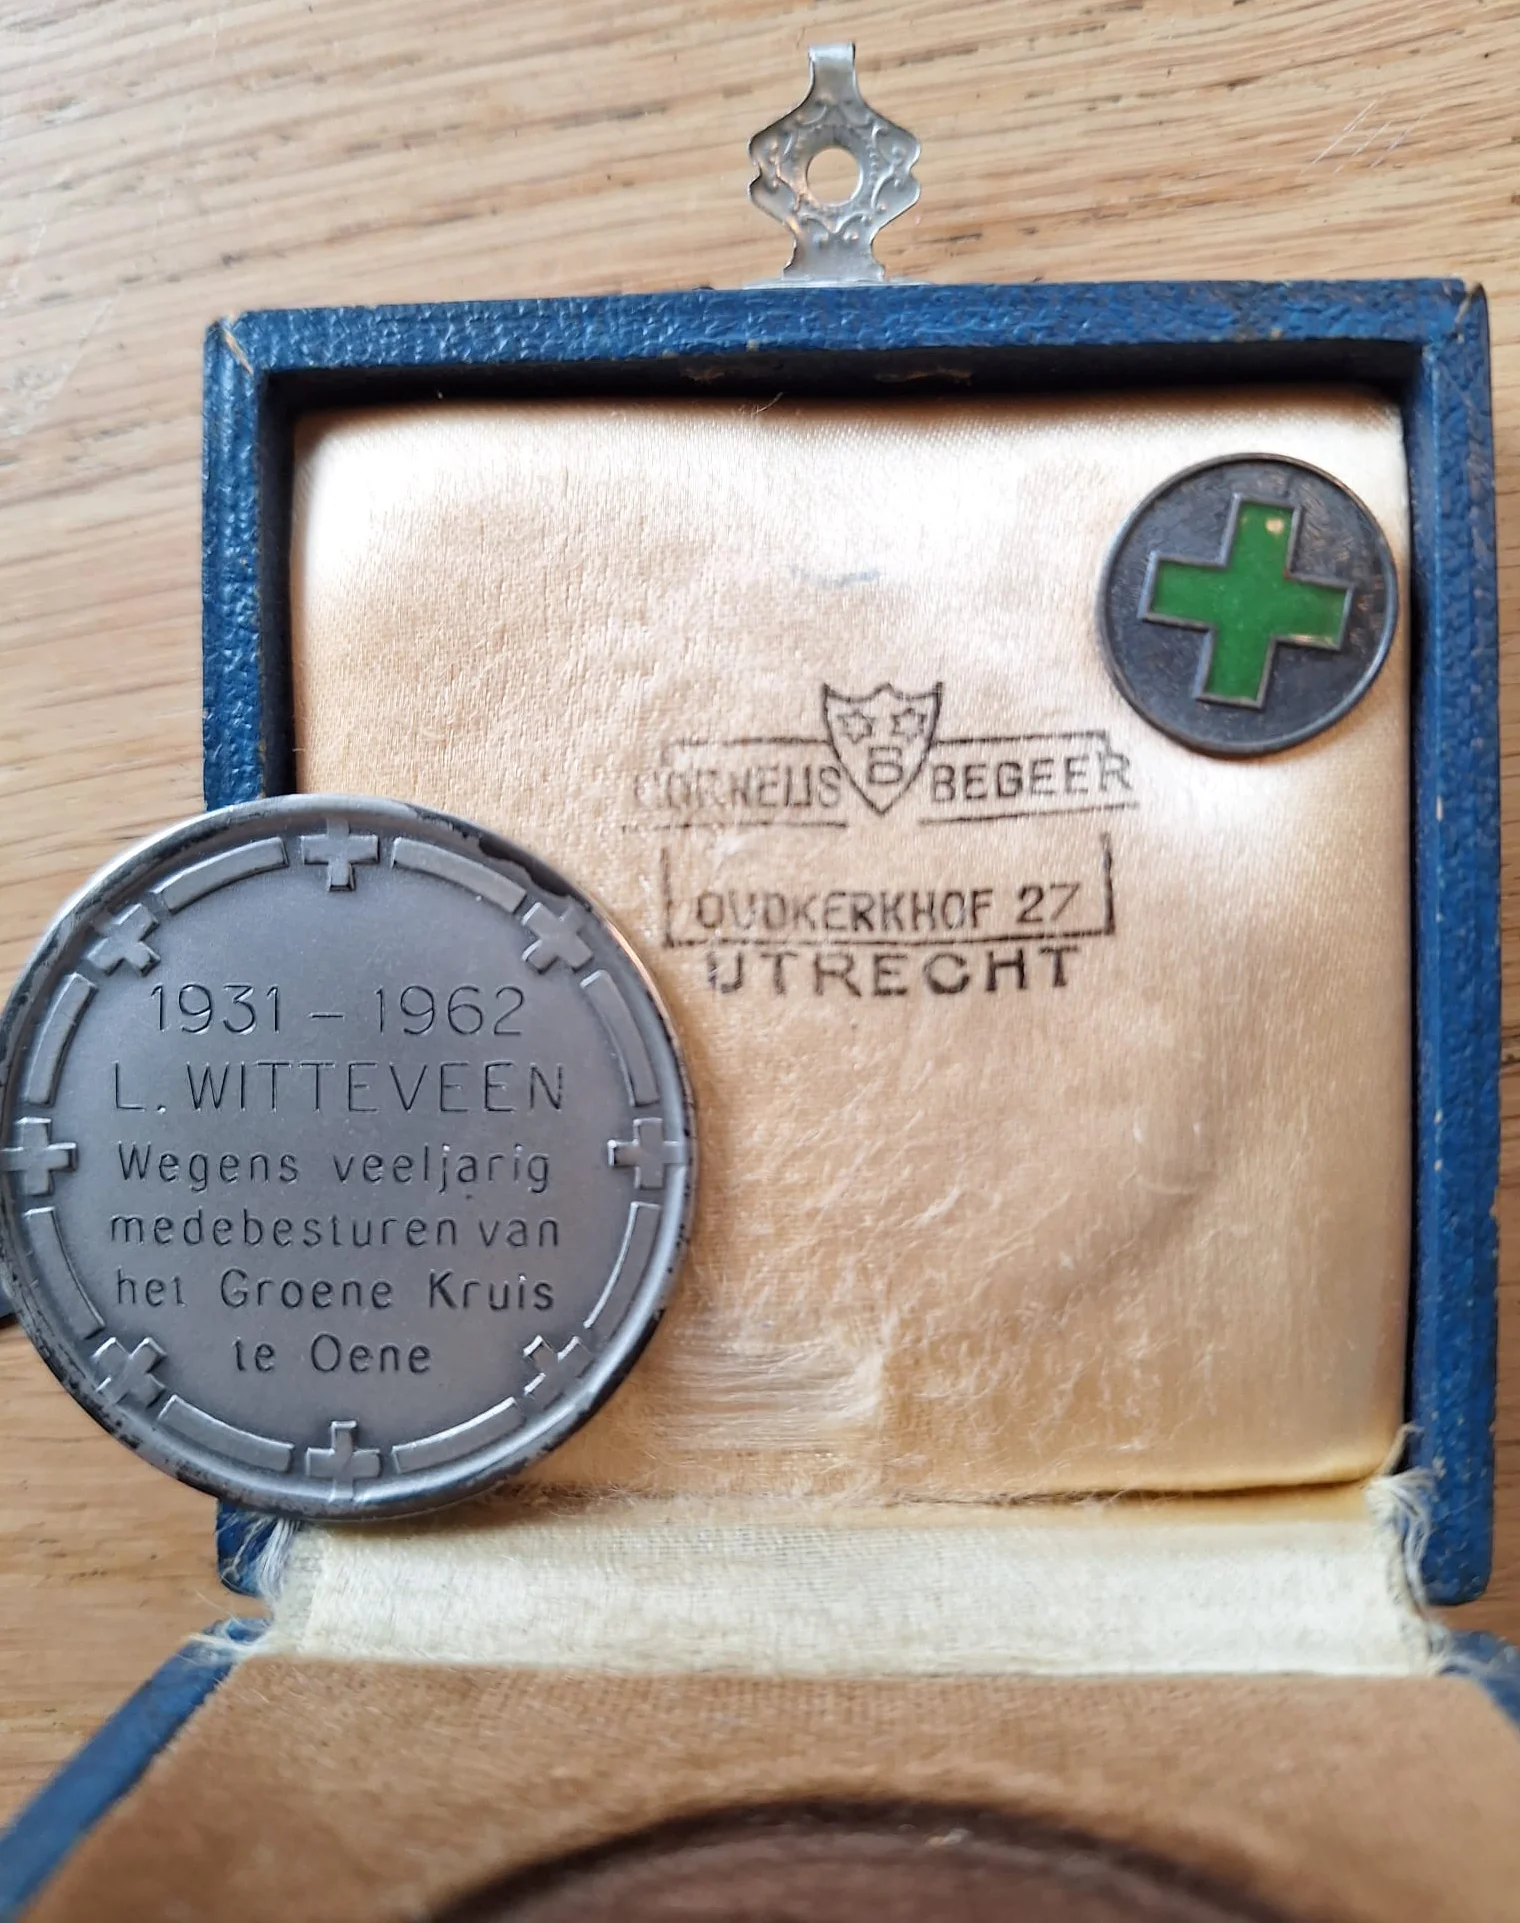 B
CORNELIS BEGEER
OUDKERKHOF 27
UTRECHT
1931 - 1962
L. WITTEVEEN
Wegens veeljarig
medebesturen van
het Groene Kruis
te Oene